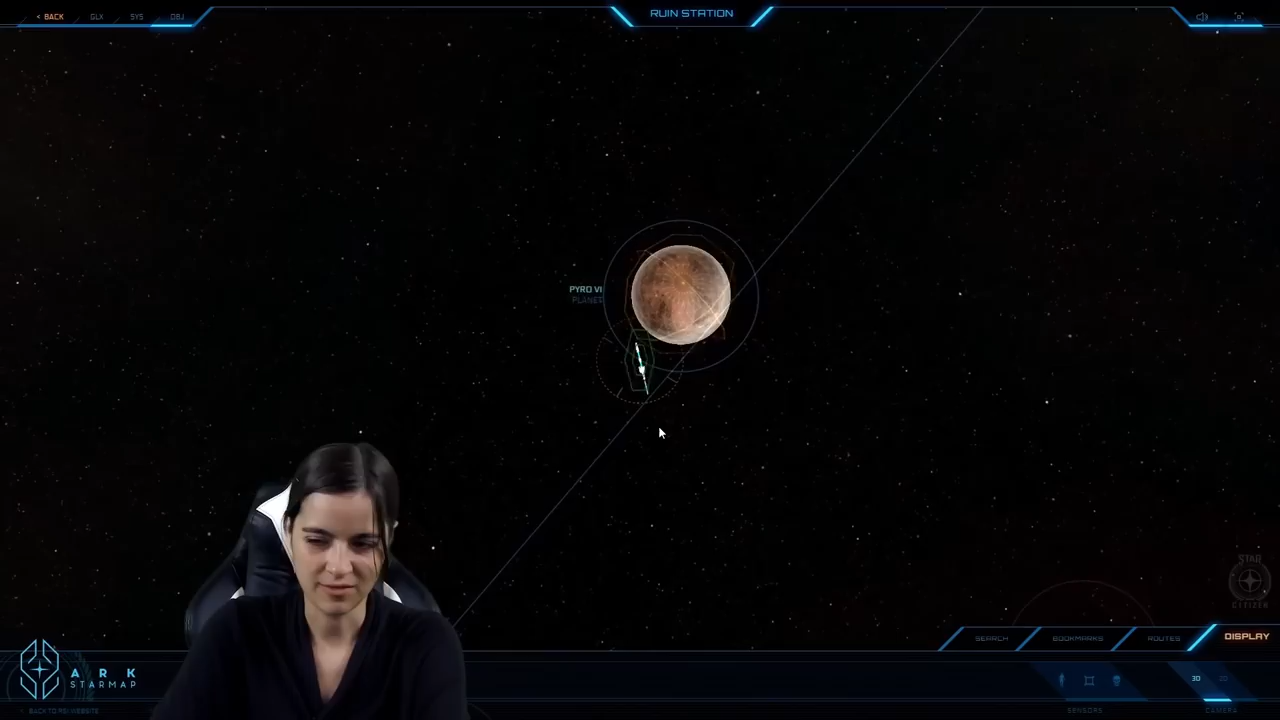 < BACK
GLX
SYS
OBJ
RUIN STATION
PYRO VI
PLANET
STAR
CITIZEN
SEARCH
BOOKMARKS
ROUTES
DISPLAY
ARK
STARMAP
3D
2D
< BACK TO RSI WEBSITE
SENSORS
CAMERA